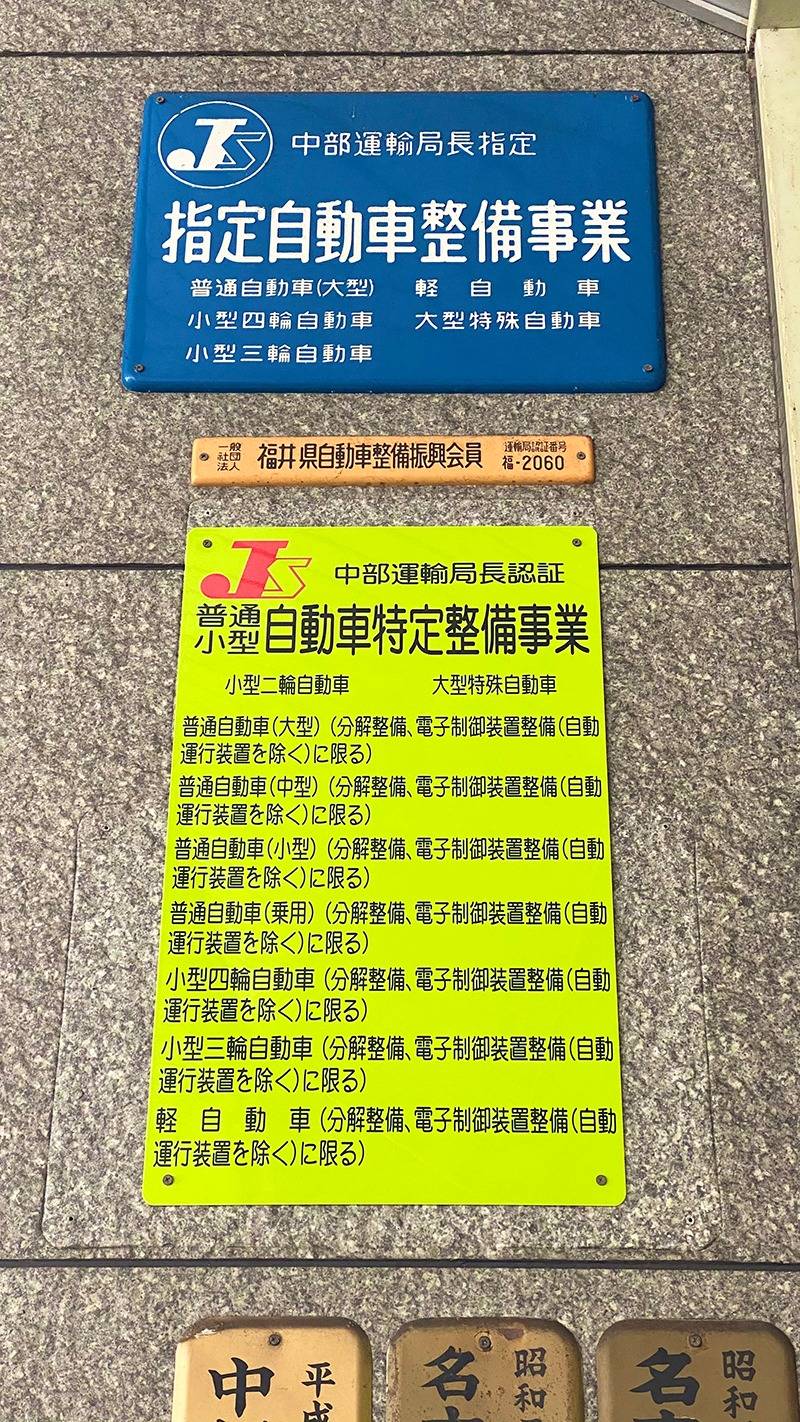 JS 中部運輸局長指定
指定自動車整備事業
普通自動車(大型) 軽自動車
小型四輪自動車 大型特殊自動車
小型三輪自動車
一般社団法人 福井県自動車整備振興会員 運輸局認証番号 福-2060
JS 中部運輸局長認証
普通小型自動車特定整備事業
小型二輪自動車 大型特殊自動車
普通自動車(大型)(分解整備、電子制御装置整備(自動
運行装置を除く)に限る)
普通自動車(中型)(分解整備、電子制御装置整備(自動
運行装置を除く)に限る)
普通自動車(小型)(分解整備、電子制御装置整備(自動
運行装置を除く)に限る)
普通自動車(乗用)(分解整備、電子制御装置整備(自動
運行装置を除く)に限る)
小型四輪自動車(分解整備、電子制御装置整備(自動
運行装置を除く)に限る)
小型三輪自動車(分解整備、電子制御装置整備(自動
運行装置を除く)に限る)
軽自動車(分解整備、電子制御装置整備(自動
運行装置を除く)に限る)
平成
中
昭和
名
昭和
名